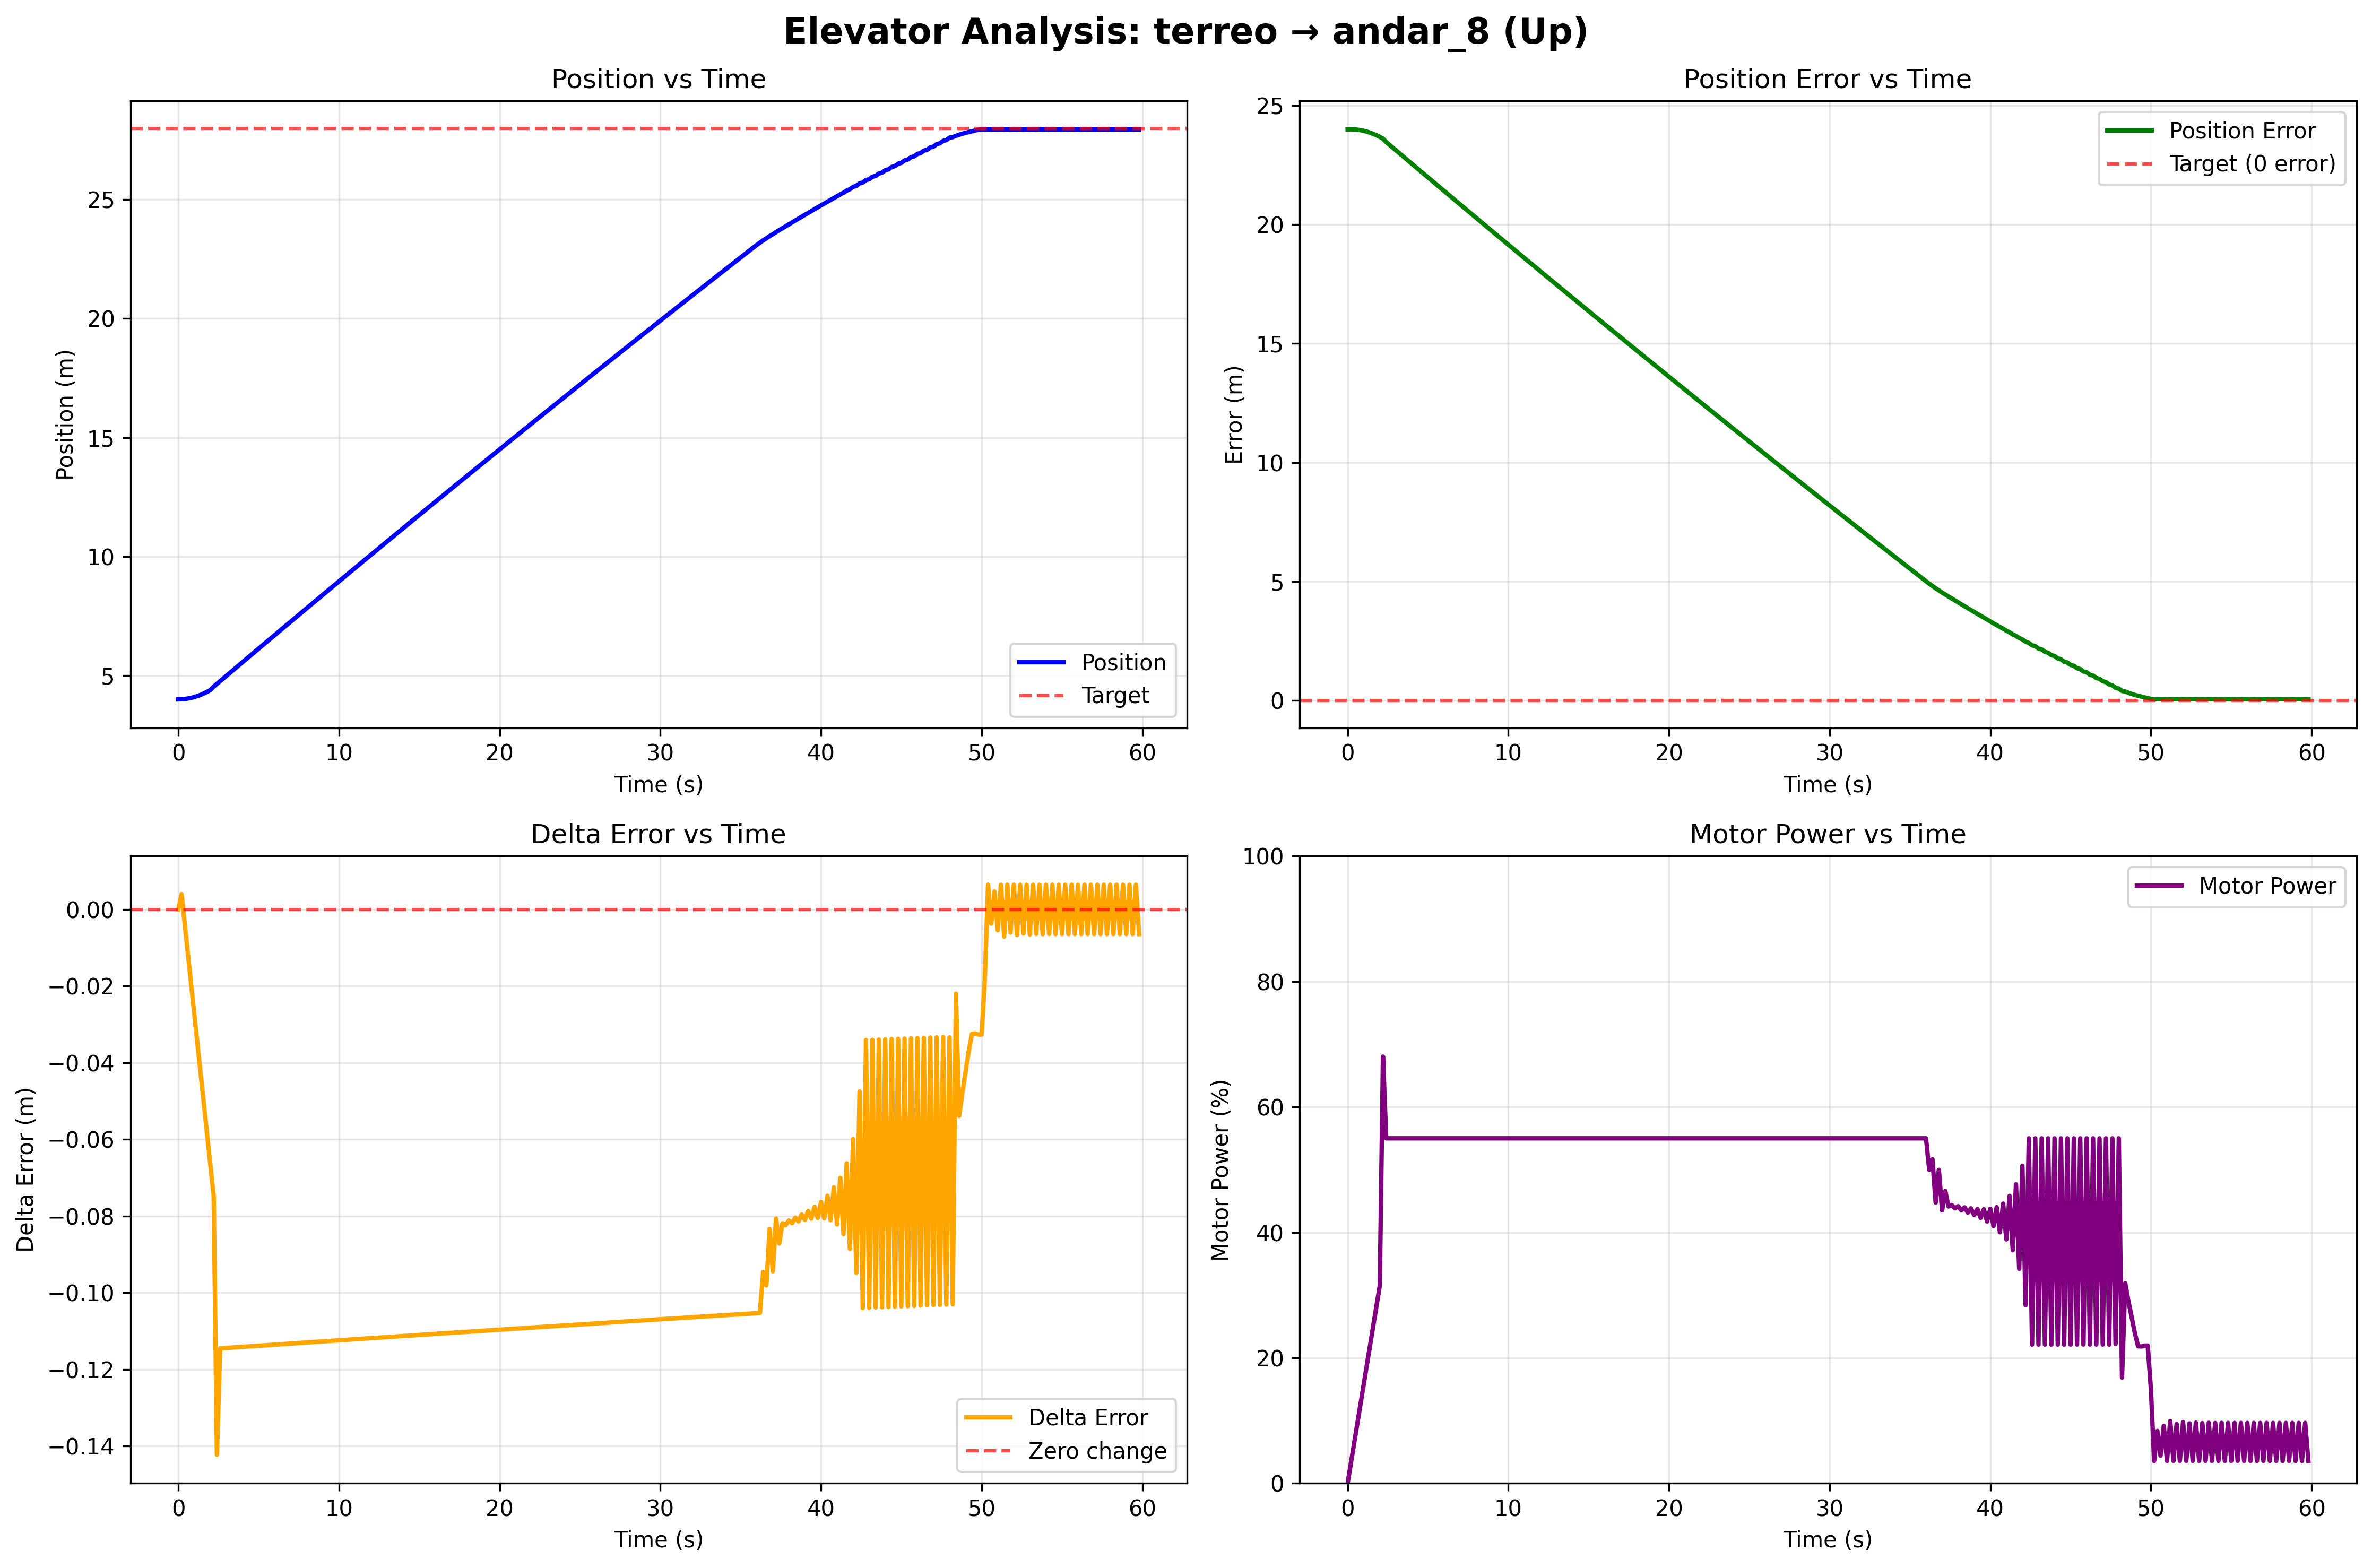 Elevator Analysis: terreo → andar_8 (Up)
Position vs Time
Position (m)
25
20
15
10
5
0
10
20
30
40
50
60
Time (s)
Position
Target
Position Error vs Time
Error (m)
25
20
15
10
5
0
0
10
20
30
40
50
60
Time (s)
Position Error
Target (0 error)
Delta Error vs Time
Delta Error (m)
0.00
−0.02
−0.04
−0.06
−0.08
−0.10
−0.12
−0.14
0
10
20
30
40
50
60
Time (s)
Delta Error
Zero change
Motor Power vs Time
Motor Power (%)
100
80
60
40
20
0
0
10
20
30
40
50
60
Time (s)
Motor Power